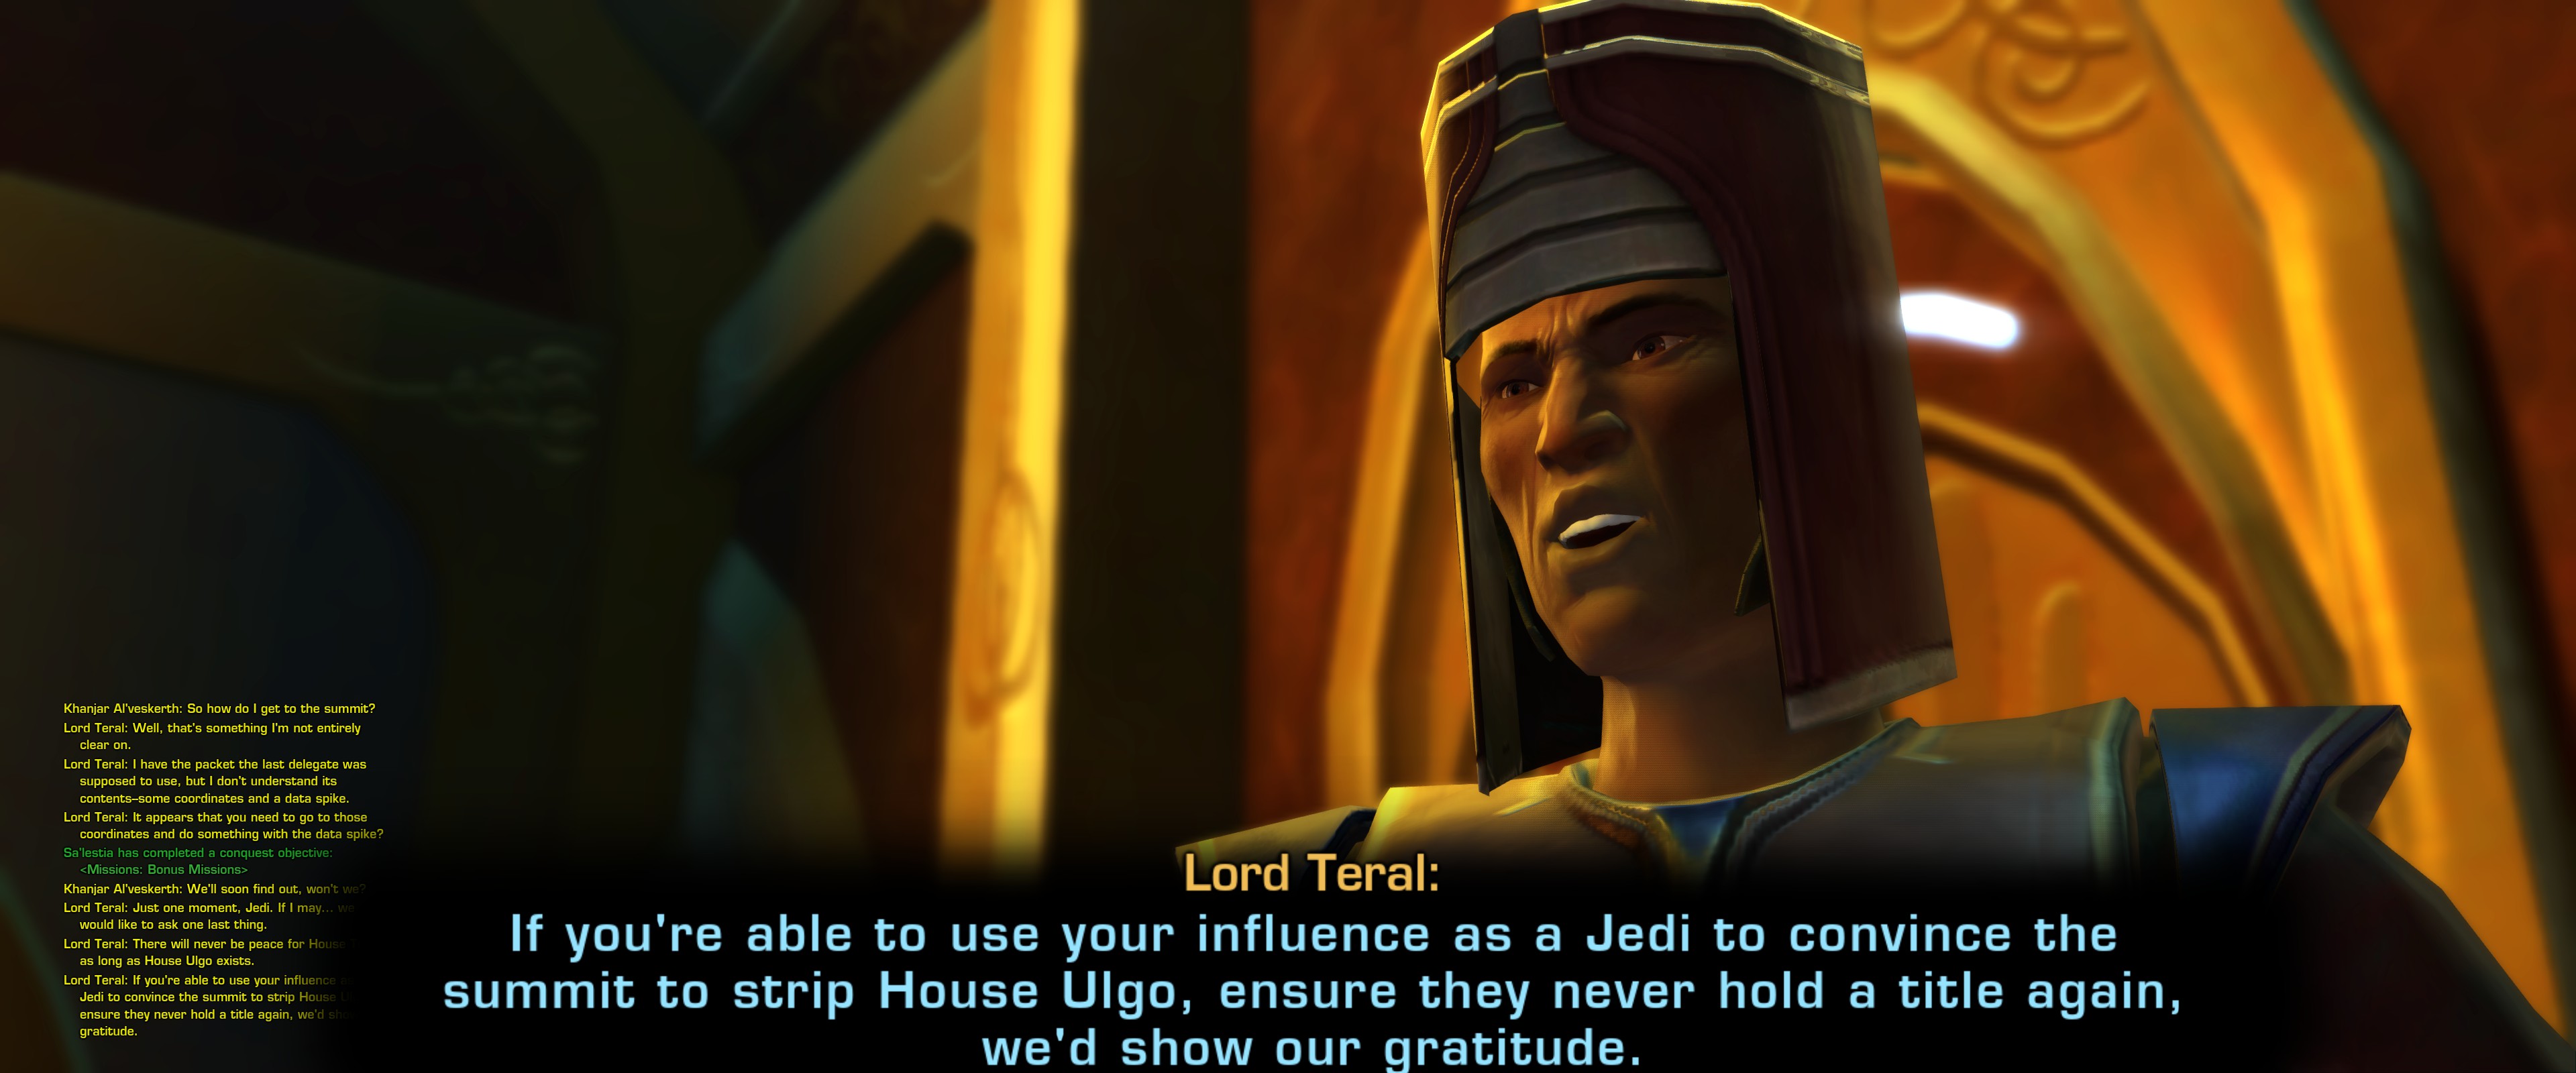 Khanjar Al'veskerth: So how do I get to the summit?
Lord Teral: Well, that's something I'm not entirely
clear on.
Lord Teral: I have the packet the last delegate was
supposed to use, but I don't understand its
contents–some coordinates and a data spike.
Lord Teral: It appears that you need to go to those
coordinates and do something with the data spike?
Sa'lestia has completed a conquest objective:
<Missions: Bonus Missions>
Khanjar Al'veskerth: We'll soon find out, won't we?
Lord Teral: Just one moment, Jedi. If I may... we
would like to ask one last thing.
Lord Teral: There will never be peace for House
as long as House Ulgo exists.
Lord Teral: If you're able to use your influence
Jedi to convince the summit to strip House
ensure they never hold a title again, we'd
gratitude.
Lord Teral:
If you're able to use your influence as a Jedi to convince the
summit to strip House Ulgo, ensure they never hold a title again,
we'd show our gratitude.